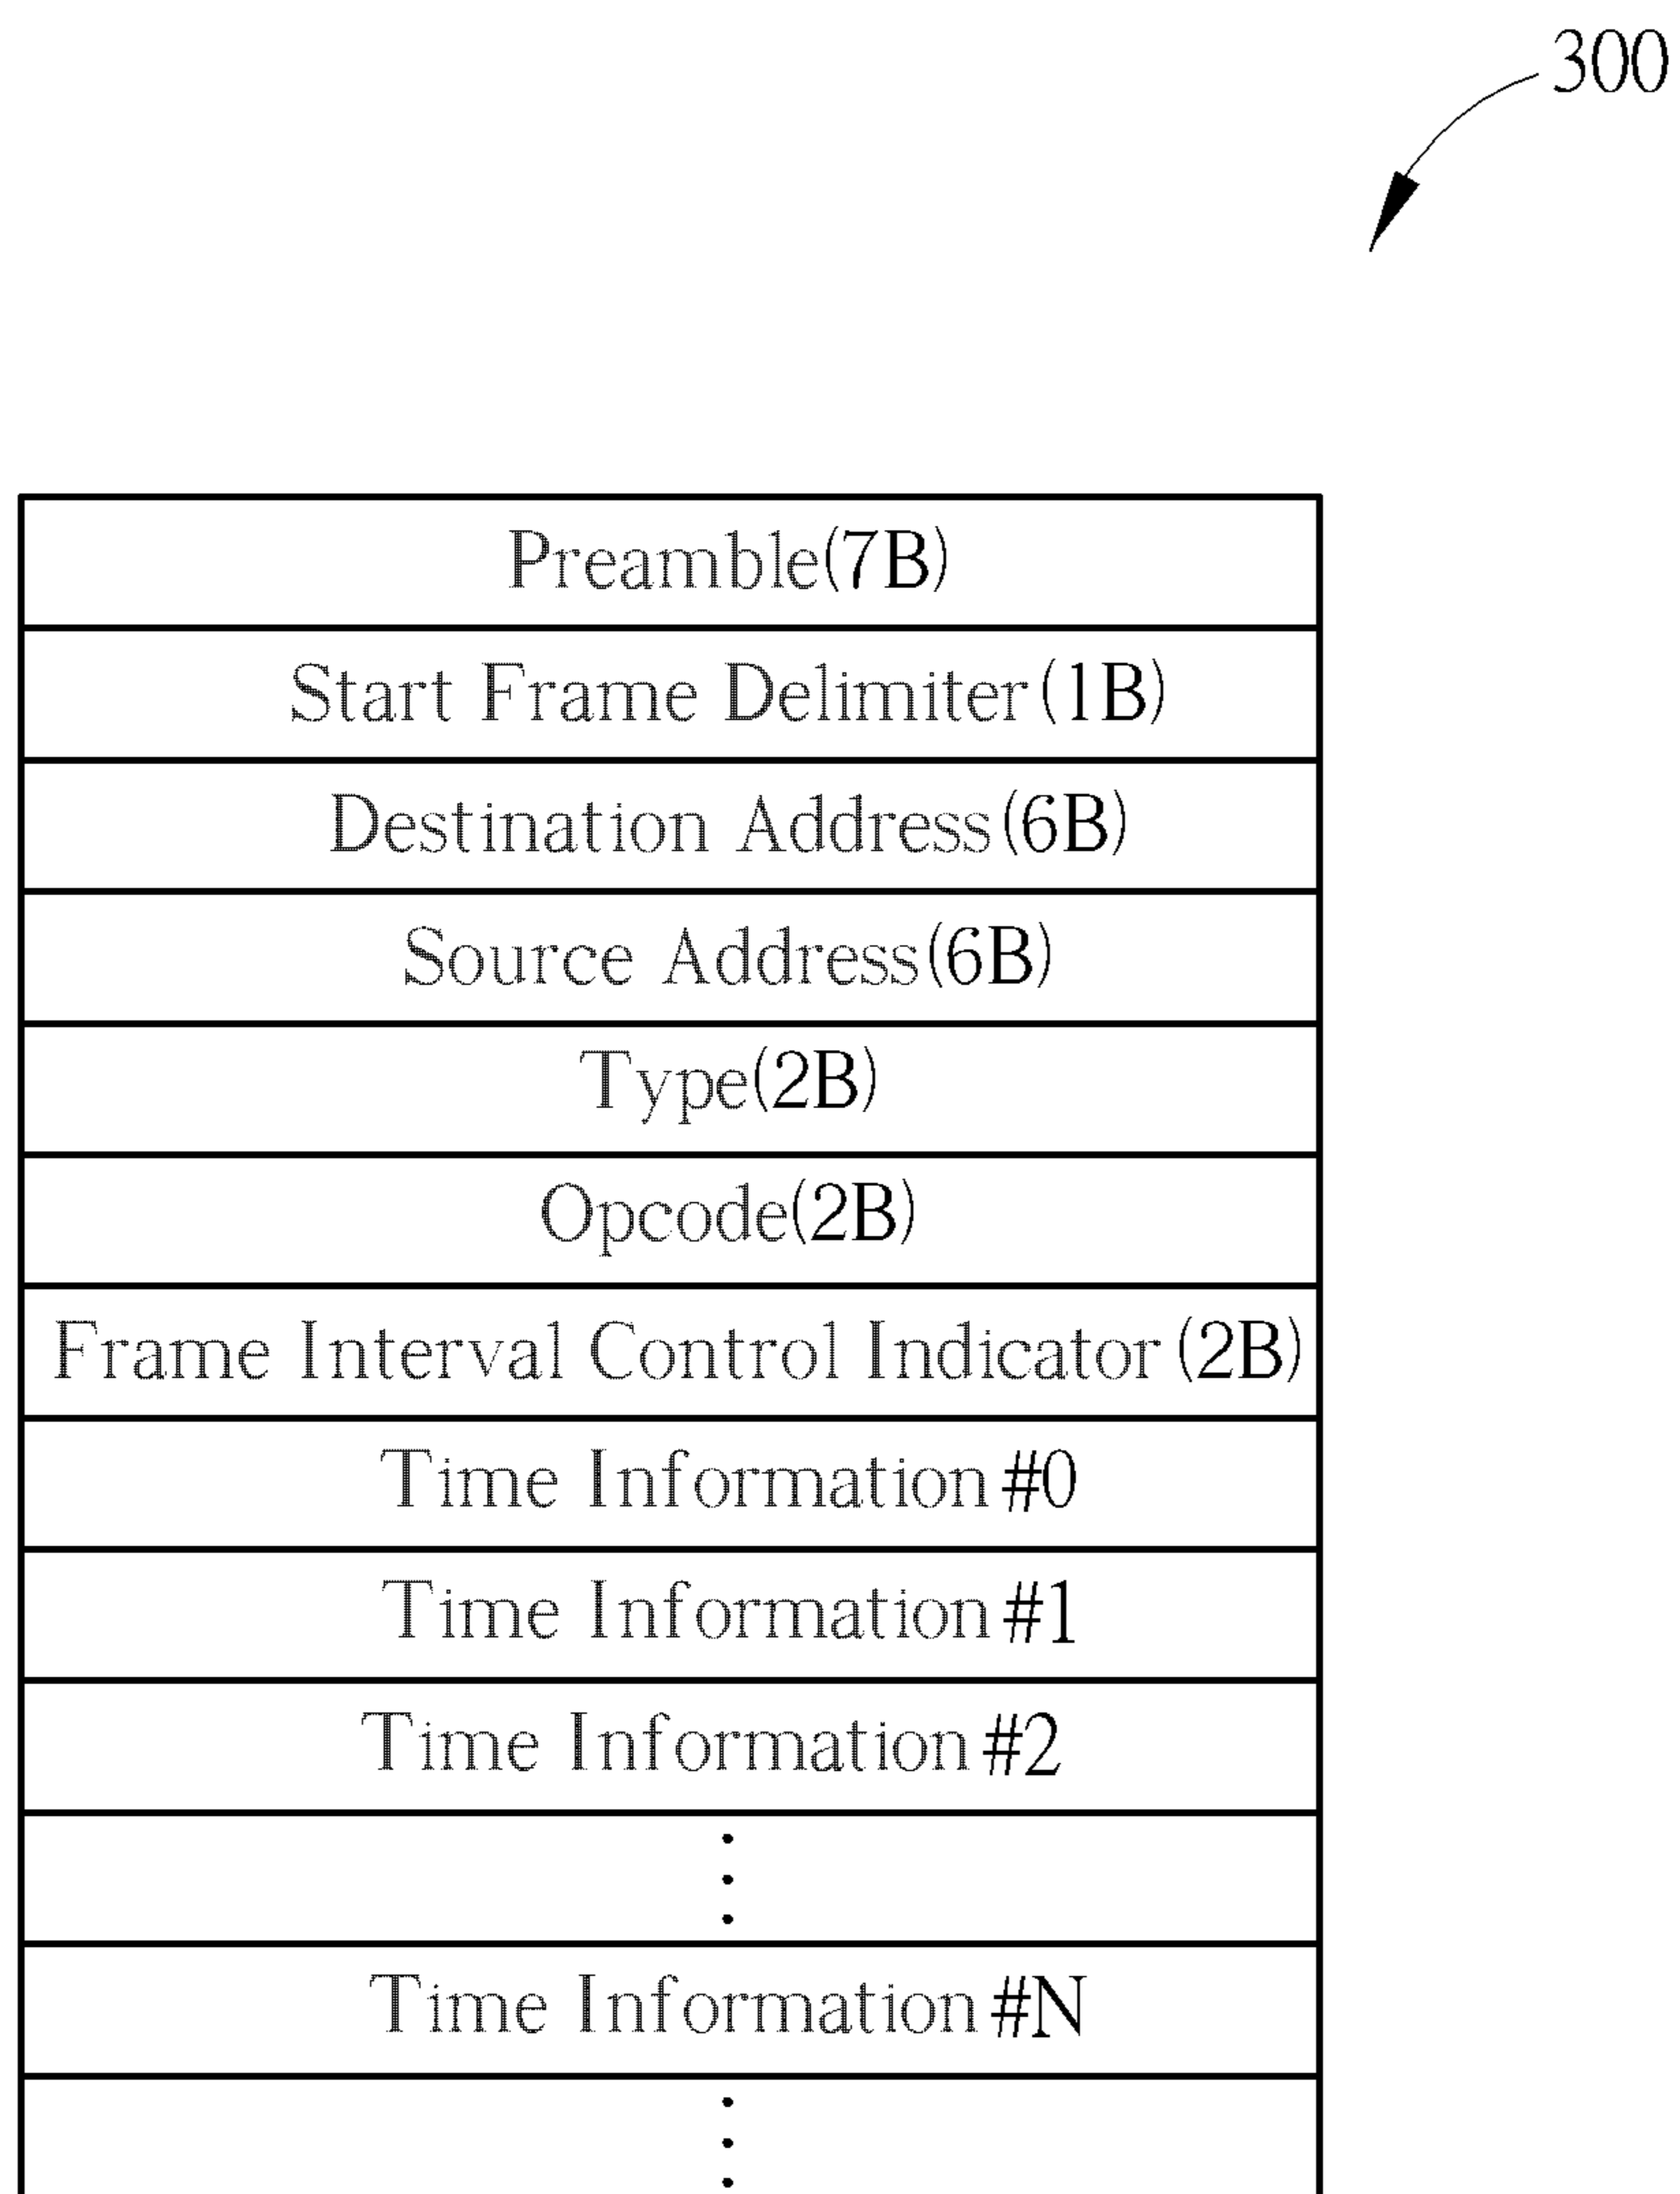 300
Preamble(7B)
Start Frame Delimiter(1B)
Destination Address(6B)
Source Address(6B)
Type(2B)
Opcode(2B)
Frame Interval Control Indicator(2B)
Time Information#0
Time Information#1
Time Information#2
Time Information#N